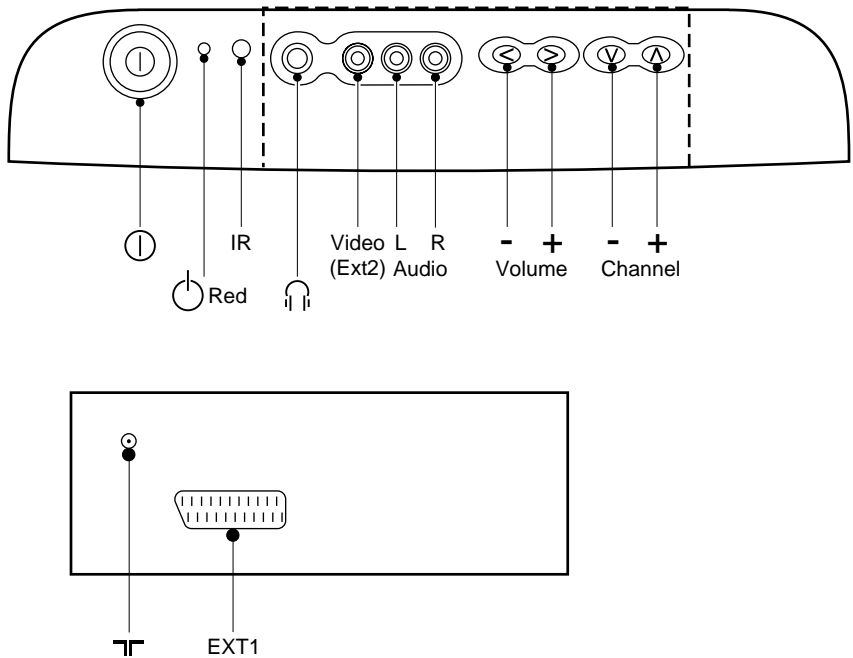 IR
Video L R
- + - +
(Ext2) Audio
Volume Channel
Red
EXT1